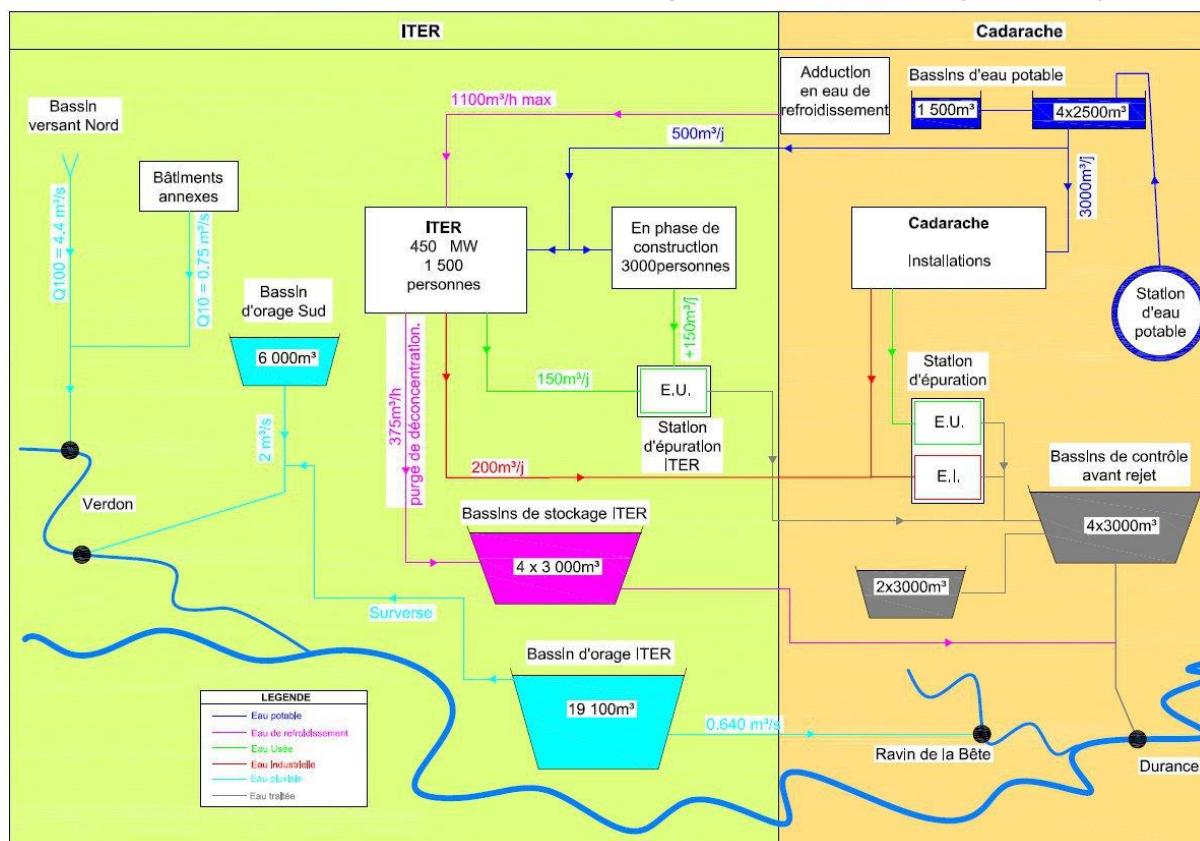 ITER
Cadarache
Bassin
versant Nord
Bâtiments
annexes
Q100 = 4.4 m³/s
Q10 = 0.75 m³/s
Bassin
d'orage Sud
6 000m³
2 m³/s
Verdon
1100m³/h max
500m³/j
Adduction
en eau de
refroidissement
Bassins d'eau potable
1 500m³
4x2500m³
3000m³/j
ITER
450 MW
1 500
personnes
En phase de
construction
3000personnes
Cadarache
Installations
Station
d'eau
potable
+150m³/j
150m³/j
E.U.
Station
d'épuration
ITER
375m³/h
purge de déconcentration.
200m³/j
Station
d'épuration
E.U.
E.I.
Bassins de contrôle
avant rejet
4x3000m³
2x3000m³
Bassins de stockage ITER
4 x 3 000m³
Surverse
Bassin d'orage ITER
19 100m³
0.640 m³/s
Ravin de la Bête
Durance
LEGENDE
Eau potable
Eau de refroidissement
Eau Usée
Eau Industrielle
Eau pluviale
Eau traitée